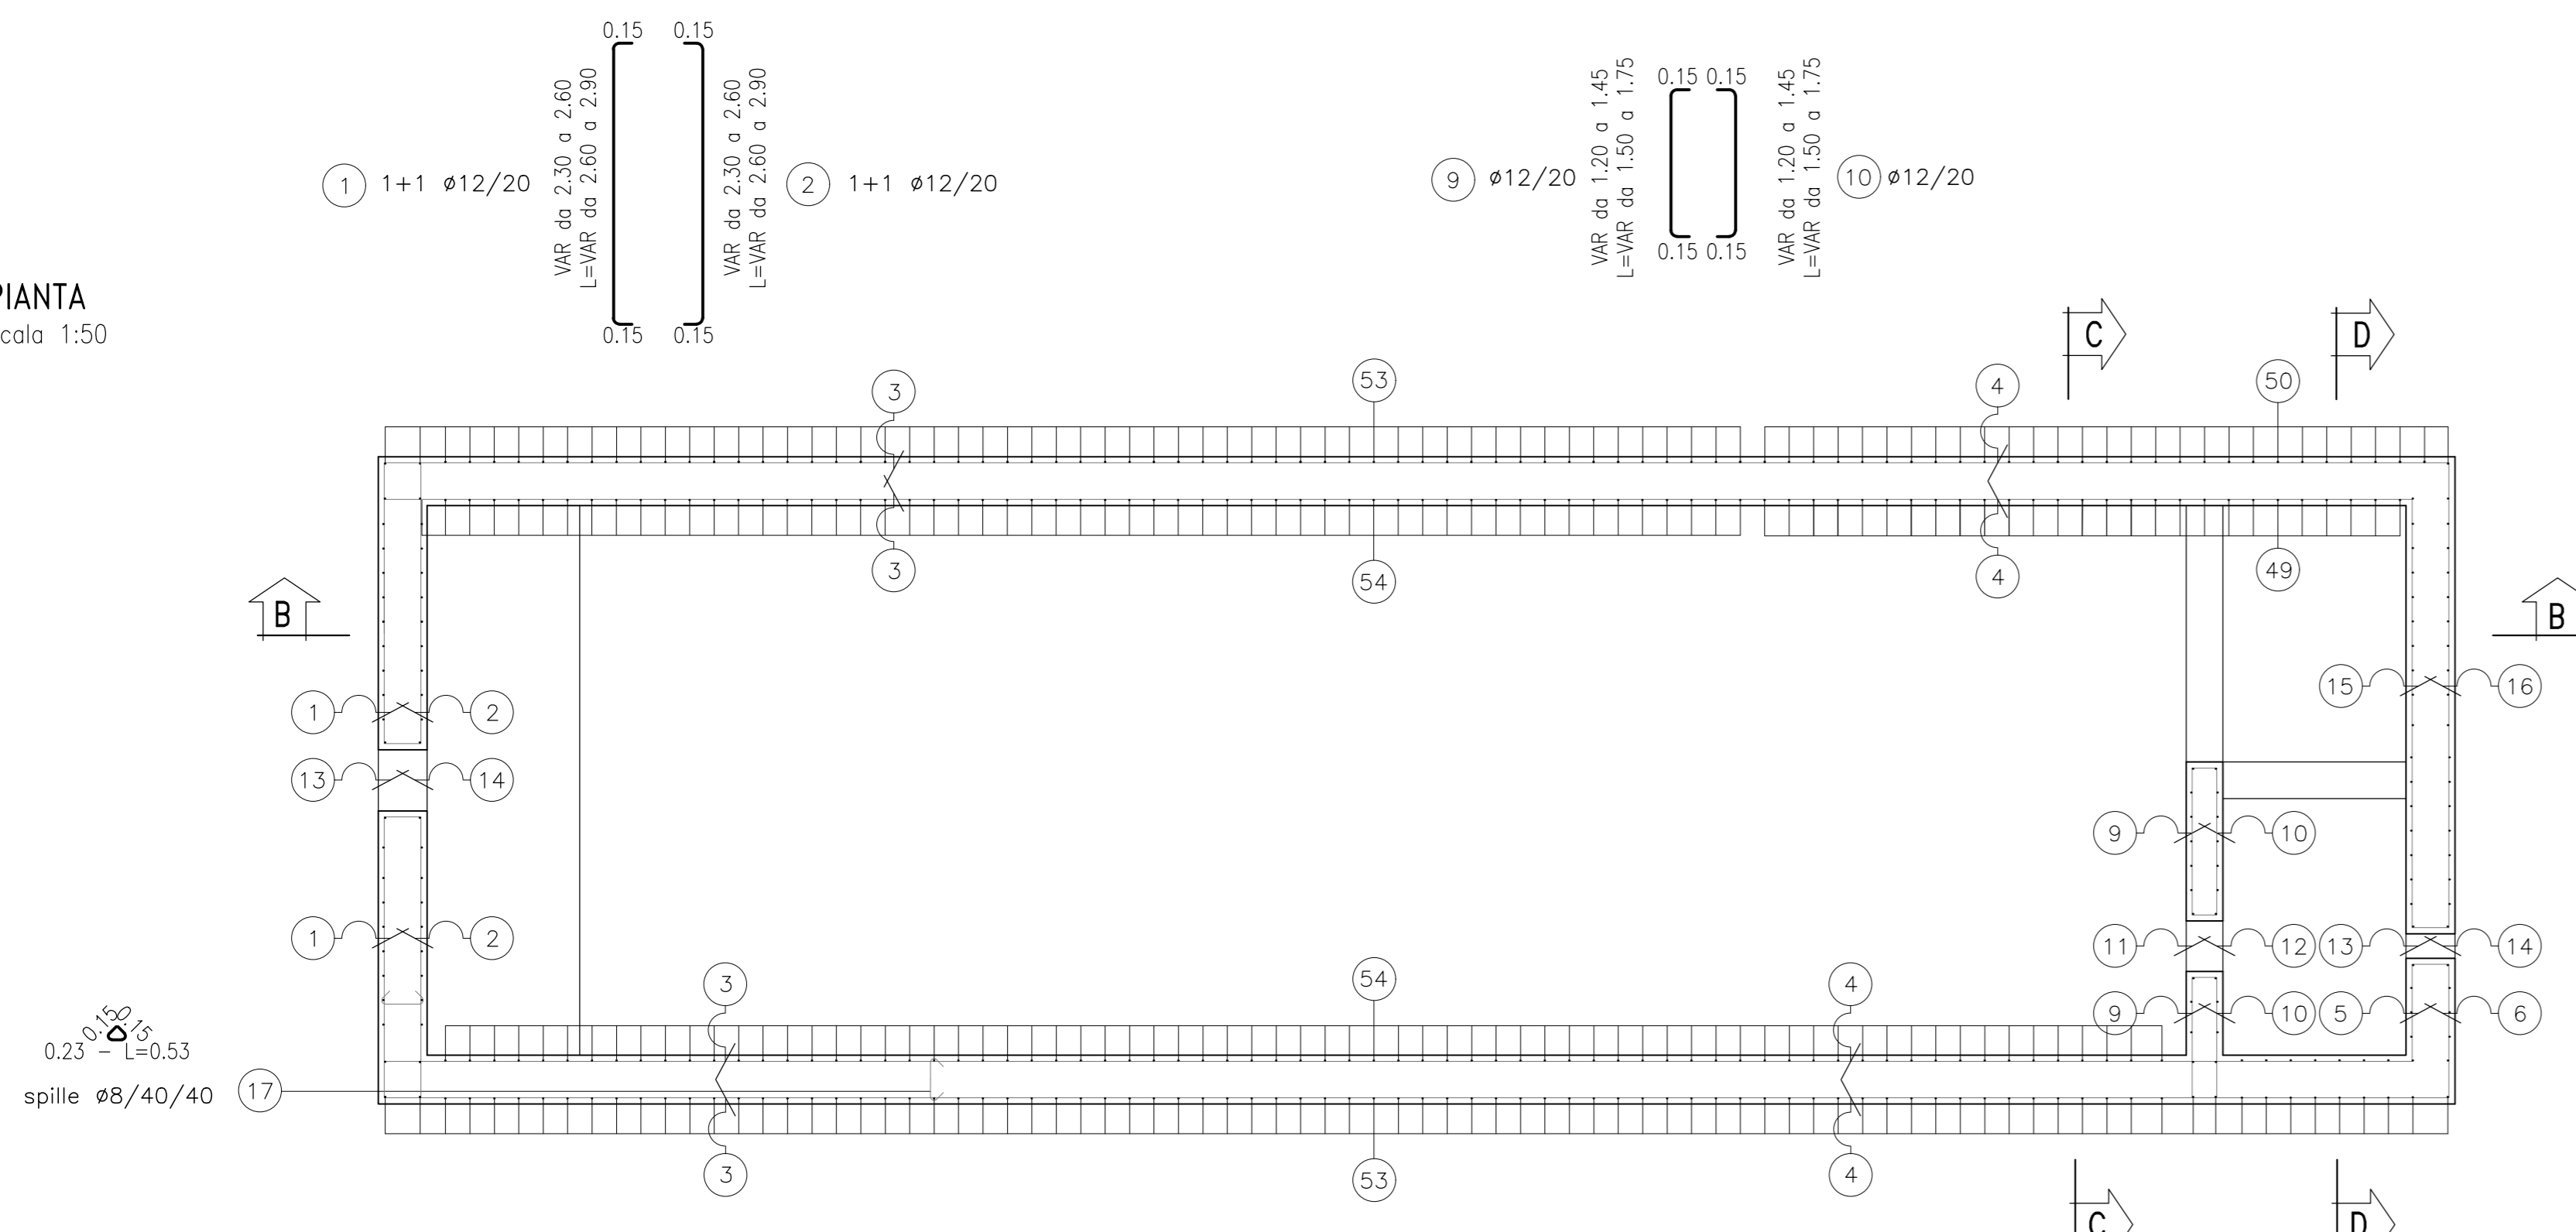 0.15 0.15
VAR da 2.30 a 2.60
L=VAR da 2.60 a 2.90
VAR da 2.30 a 2.60
L=VAR da 2.60 a 2.90
1 1+1 ø12/20
2 1+1 ø12/20
0.15 0.15
0.15 0.15
VAR da 1.20 a 1.45
L=VAR da 1.50 a 1.75
VAR da 1.20 a 1.45
L=VAR da 1.50 a 1.75
9 ø12/20
10 ø12/20
0.15 0.15
PIANTA
cala 1:50
C D
3 53 4 50
3 54 4 49
B B
15 16
1 2
13 14
9 10
1 2
11 12 13 14
3 54 4
9 10 5 6
0.15 0.15
0.23 - L=0.53
spille ø8/40/40 17
3 53 4
C D